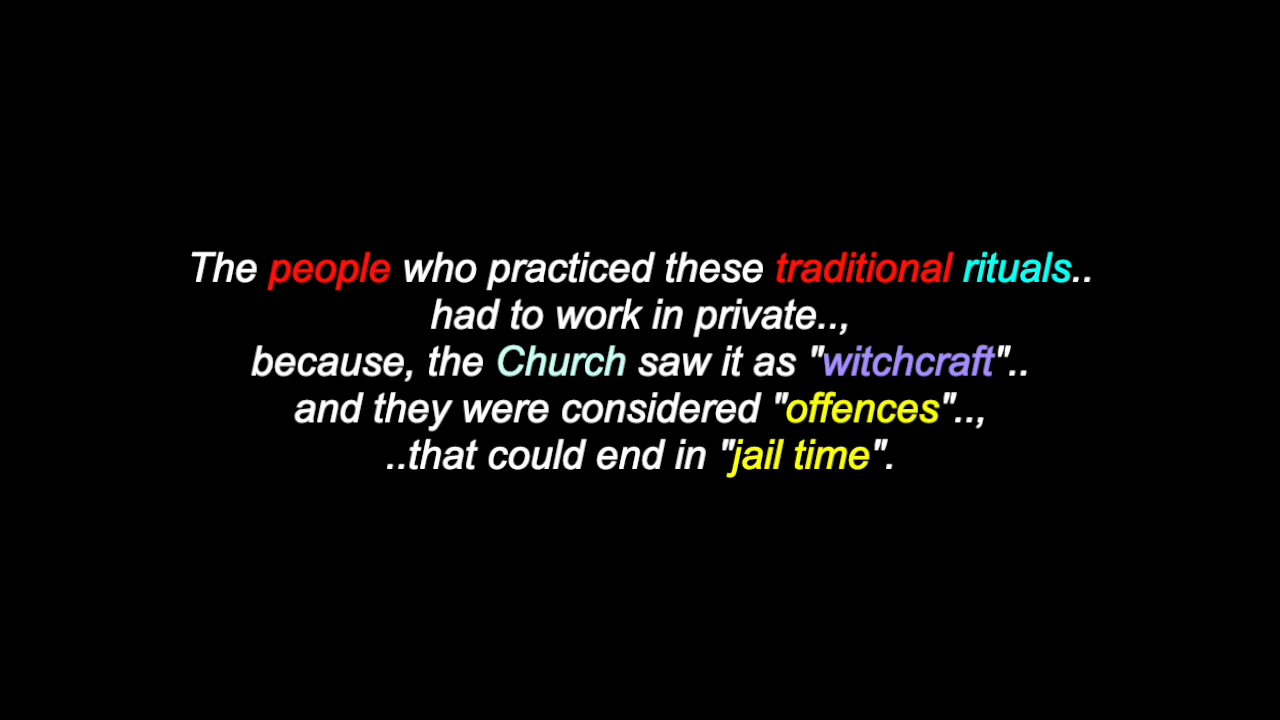 The people who practiced these traditional rituals..
had to work in private..,
because, the Church saw it as "witchcraft"..
and they were considered "offences"..,
..that could end in "jail time".